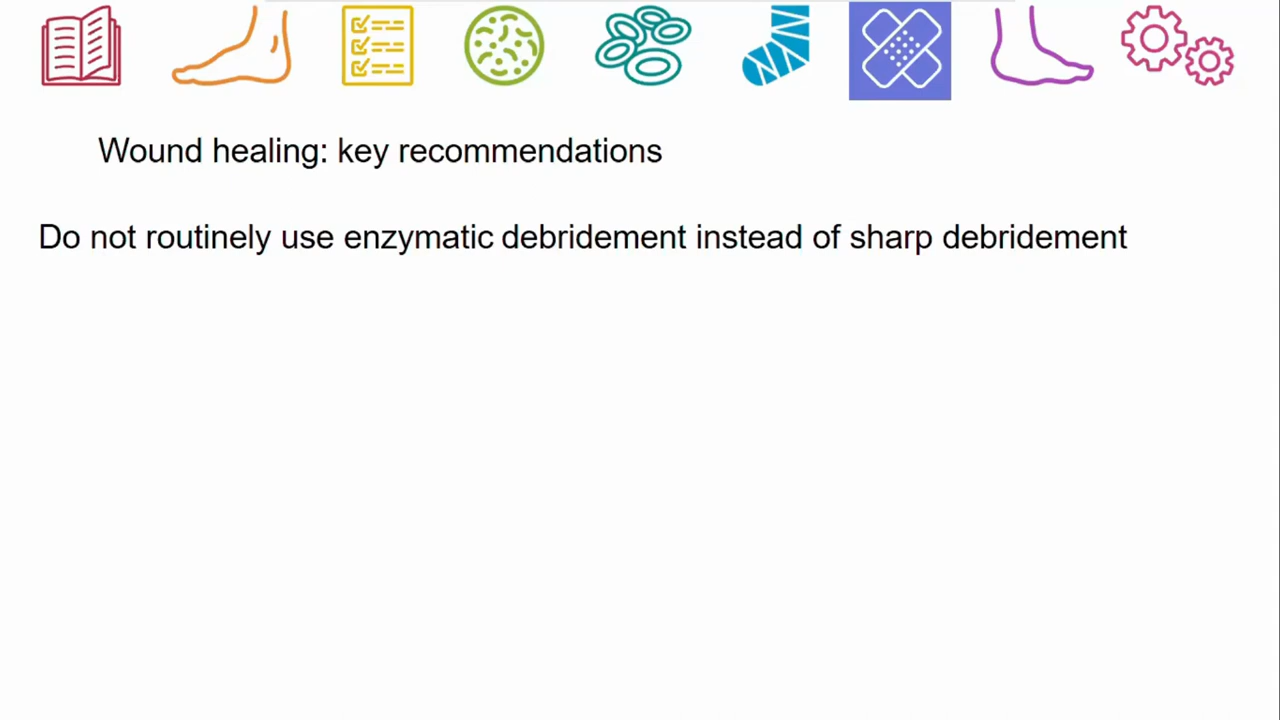 Wound healing: key recommendations
Do not routinely use enzymatic debridement instead of sharp debridement